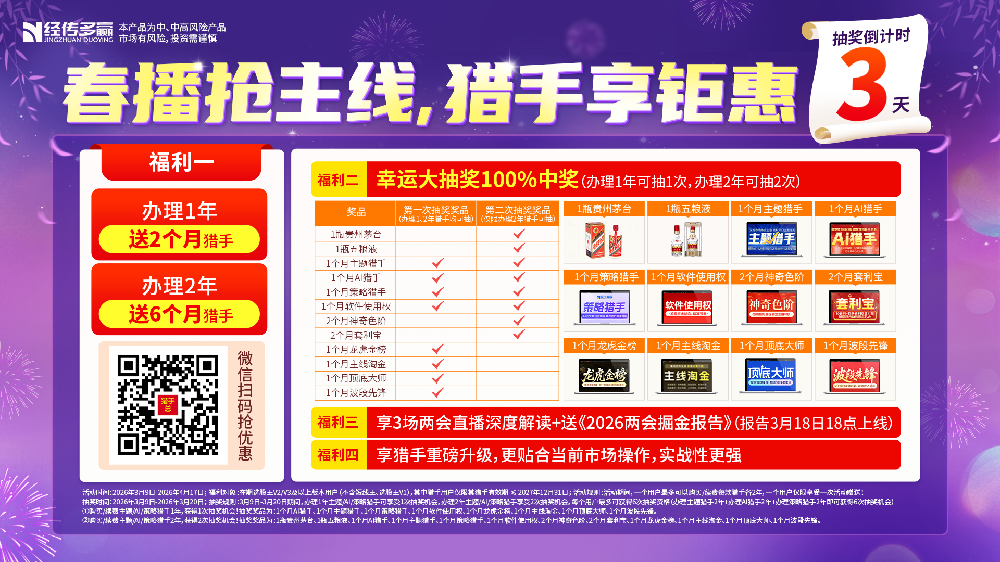 经传多赢
JINGZHUAN DUOYING
本产品为中、中高风险产品
市场有风险,投资需谨慎
春播抢主线,猎手享钜惠
抽奖倒计时
3
天
福利一
办理1年
送2个月猎手
办理2年
送6个月猎手
猎手
总
微信扫码抢优惠
福利二
幸运大抽奖100%中奖(办理1年可抽1次,办理2年可抽2次)
奖品 第一次抽奖奖品 第二次抽奖奖品
(办理1、2年猎手均可抽) (仅限办理2年猎手可抽)
1瓶贵州茅台
1瓶五粮液
1个月主题猎手
1个月AI猎手
1个月策略猎手
1个月软件使用权
2个月神奇色阶
2个月套利宝
1个月龙虎金榜
1个月主线淘金
1个月顶底大师
1个月波段先锋
1瓶贵州茅台 1瓶五粮液 1个月主题猎手 1个月AI猎手
主题猎手
Ai猎手
1个月策略猎手 1个月软件使用权 2个月神奇色阶 2个月套利宝
经传多赢
策略猎手
软件使用权
紧跟资金动向,踏准节奏
神奇色阶
套利宝
1个月龙虎金榜 1个月主线淘金 1个月顶底大师 1个月波段先锋
龙虎金榜
主线淘金
顶底大师
告别盲目操作 狙击短线买卖点
波段先锋
福利三
享3场两会直播深度解读+送《2026两会掘金报告》(报告3月18日18点上线)
福利四
享猎手重磅升级,更贴合当前市场操作,实战性更强
活动时间:2026年3月9日-2026年4月17日; 福利对象:在期选股王V2/V3及以上版本用户(不含短线王、选股王V1),其中猎手用户仅限其猎手有效期 ≤ 2027年12月31日; 活动规则:活动期间,一个用户最多可以购买/续费每款猎手各2年,一个用户仅限享受一次活动赠送!
抽奖时间:2026年3月9日-2026年3月20日; 抽奖规则:3月9日-3月20日期间,办理1年主题/AI/策略猎手可享受1次抽奖机会,办理2年主题/AI/策略猎手享受2次抽奖机会,每个用户最多可获得6次抽奖资格(办理主题猎手2年+办理AI猎手2年+办理策略猎手2年即可获得6次抽奖机会)
①购买/续费主题/AI/策略猎手1年,获得1次抽奖机会!抽奖奖品为:1个月AI猎手、1个月主题猎手、1个月策略猎手、1个月软件使用权、1个月龙虎金榜、1个月主线淘金、1个月顶底大师、1个月波段先锋。
②购买/续费主题/AI/策略猎手2年,获得2次抽奖机会!抽奖奖品为:1瓶贵州茅台、1瓶五粮液、1个月AI猎手、1个月主题猎手、1个月策略猎手、1个月软件使用权、2个月神奇色阶、2个月套利宝、1个月龙虎金榜、1个月主线淘金、1个月顶底大师、1个月波段先锋。